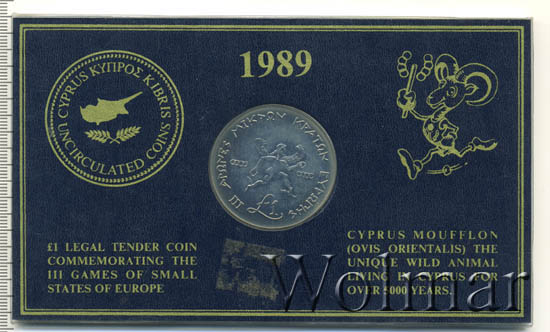 1989
CYPRUS ΚΥΠΡΟΣ KIBRIS
UNCIRCULATED COINS
III ΑΓΩΝΕΣ ΜΙΚΡΩΝ ΚΡΑΤΩΝ ΕΥΡΩΠΗΣ
£1
£1 LEGAL TENDER COIN
COMMEMORATING THE
III GAMES OF SMALL
STATES OF EUROPE
CYPRUS MOUFFLON
(OVIS ORIENTALIS) THE
UNIQUE WILD ANIMAL
LIVING IN CYPRUS FOR
OVER 8000 YEARS.
Wolmar